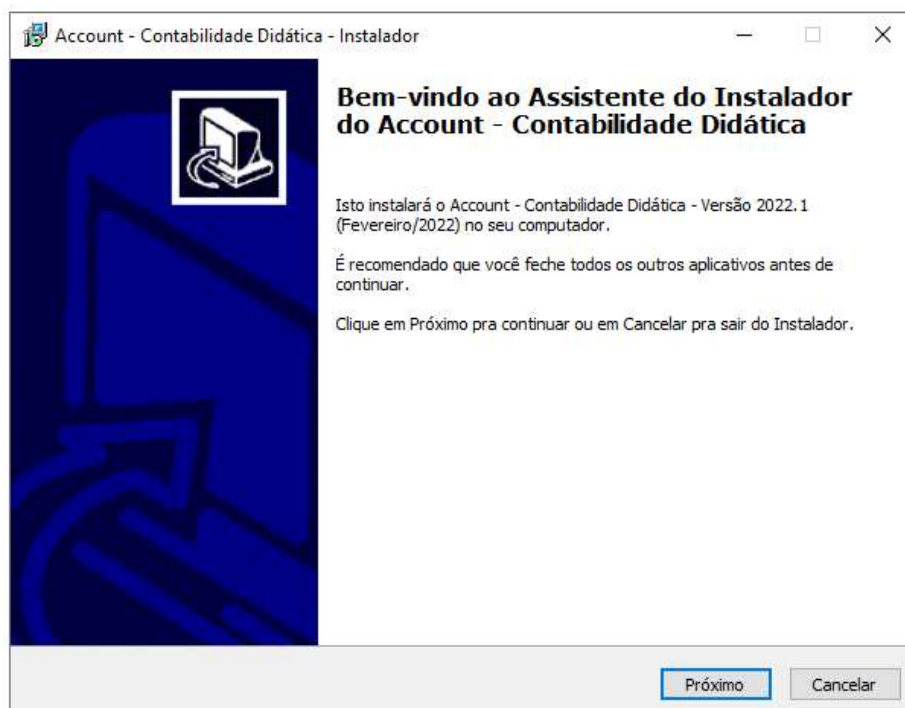 Account - Contabilidade Didática - Instalador
Bem-vindo ao Assistente do Instalador
do Account - Contabilidade Didática
Isto instalará o Account - Contabilidade Didática - Versão 2022.1
(Fevereiro/2022) no seu computador.
É recomendado que você feche todos os outros aplicativos antes de
continuar.
Clique em Próximo pra continuar ou em Cancelar pra sair do Instalador.
Próximo
Cancelar